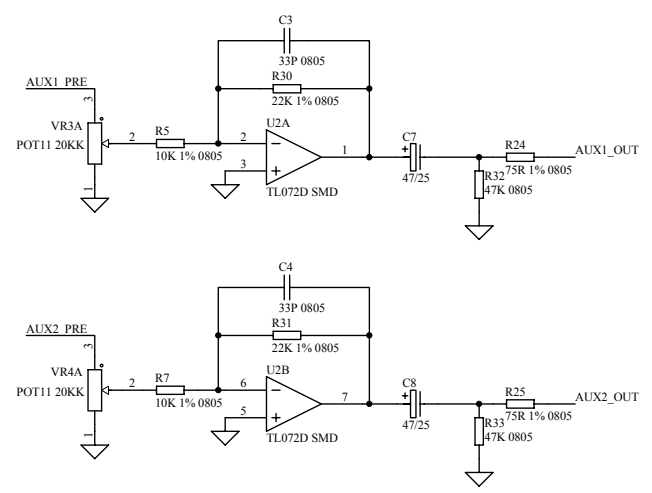 C3
33P 0805
R30
22K 1% 0805
AUX1_PRE
3
VR3A
POT11 20KK
2
1
R5
10K 1% 0805
U2A
2
3
1
TL072D SMD
C7
+
47/25
R24
75R 1% 0805
AUX1_OUT
R32
47K 0805
C4
33P 0805
R31
22K 1% 0805
AUX2_PRE
3
VR4A
POT11 20KK
2
1
R7
10K 1% 0805
U2B
6
5
7
TL072D SMD
C8
+
47/25
R25
75R 1% 0805
AUX2_OUT
R33
47K 0805